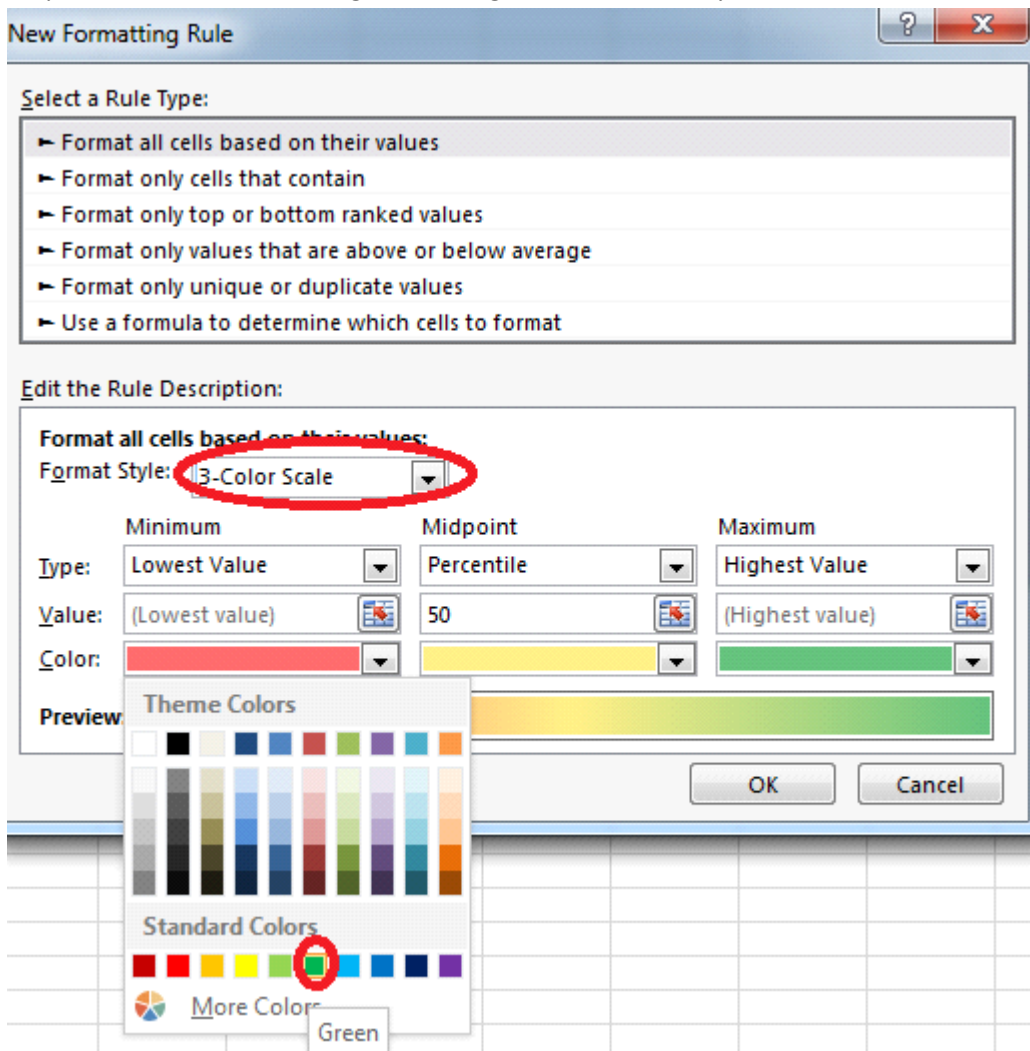 New Formatting Rule
?
X
Select a Rule Type:
► Format all cells based on their values
► Format only cells that contain
► Format only top or bottom ranked values
► Format only values that are above or below average
► Format only unique or duplicate values
► Use a formula to determine which cells to format
Edit the Rule Description:
Format all cells based on their values:
Format Style: 3-Color Scale
Minimum Midpoint Maximum
Type: Lowest Value Percentile Highest Value
Value: (Lowest value) 50 (Highest value)
Color:
Theme Colors
Preview
OK Cancel
Standard Colors
More Colors
Green